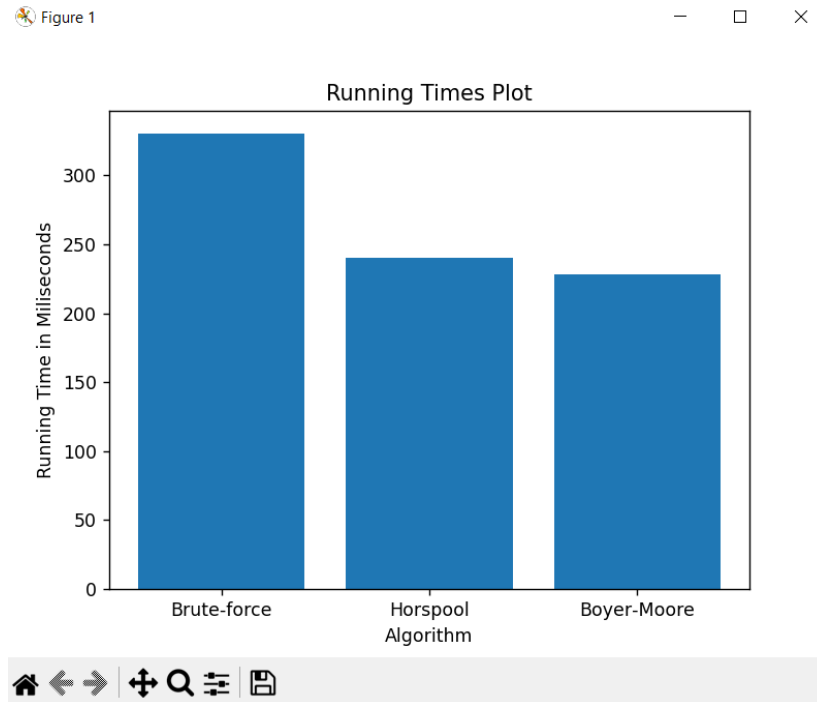 Figure 1
Running Times Plot
Running Time in Miliseconds
300
250
200
150
100
50
0
Brute-force Horspool Boyer-Moore
Algorithm